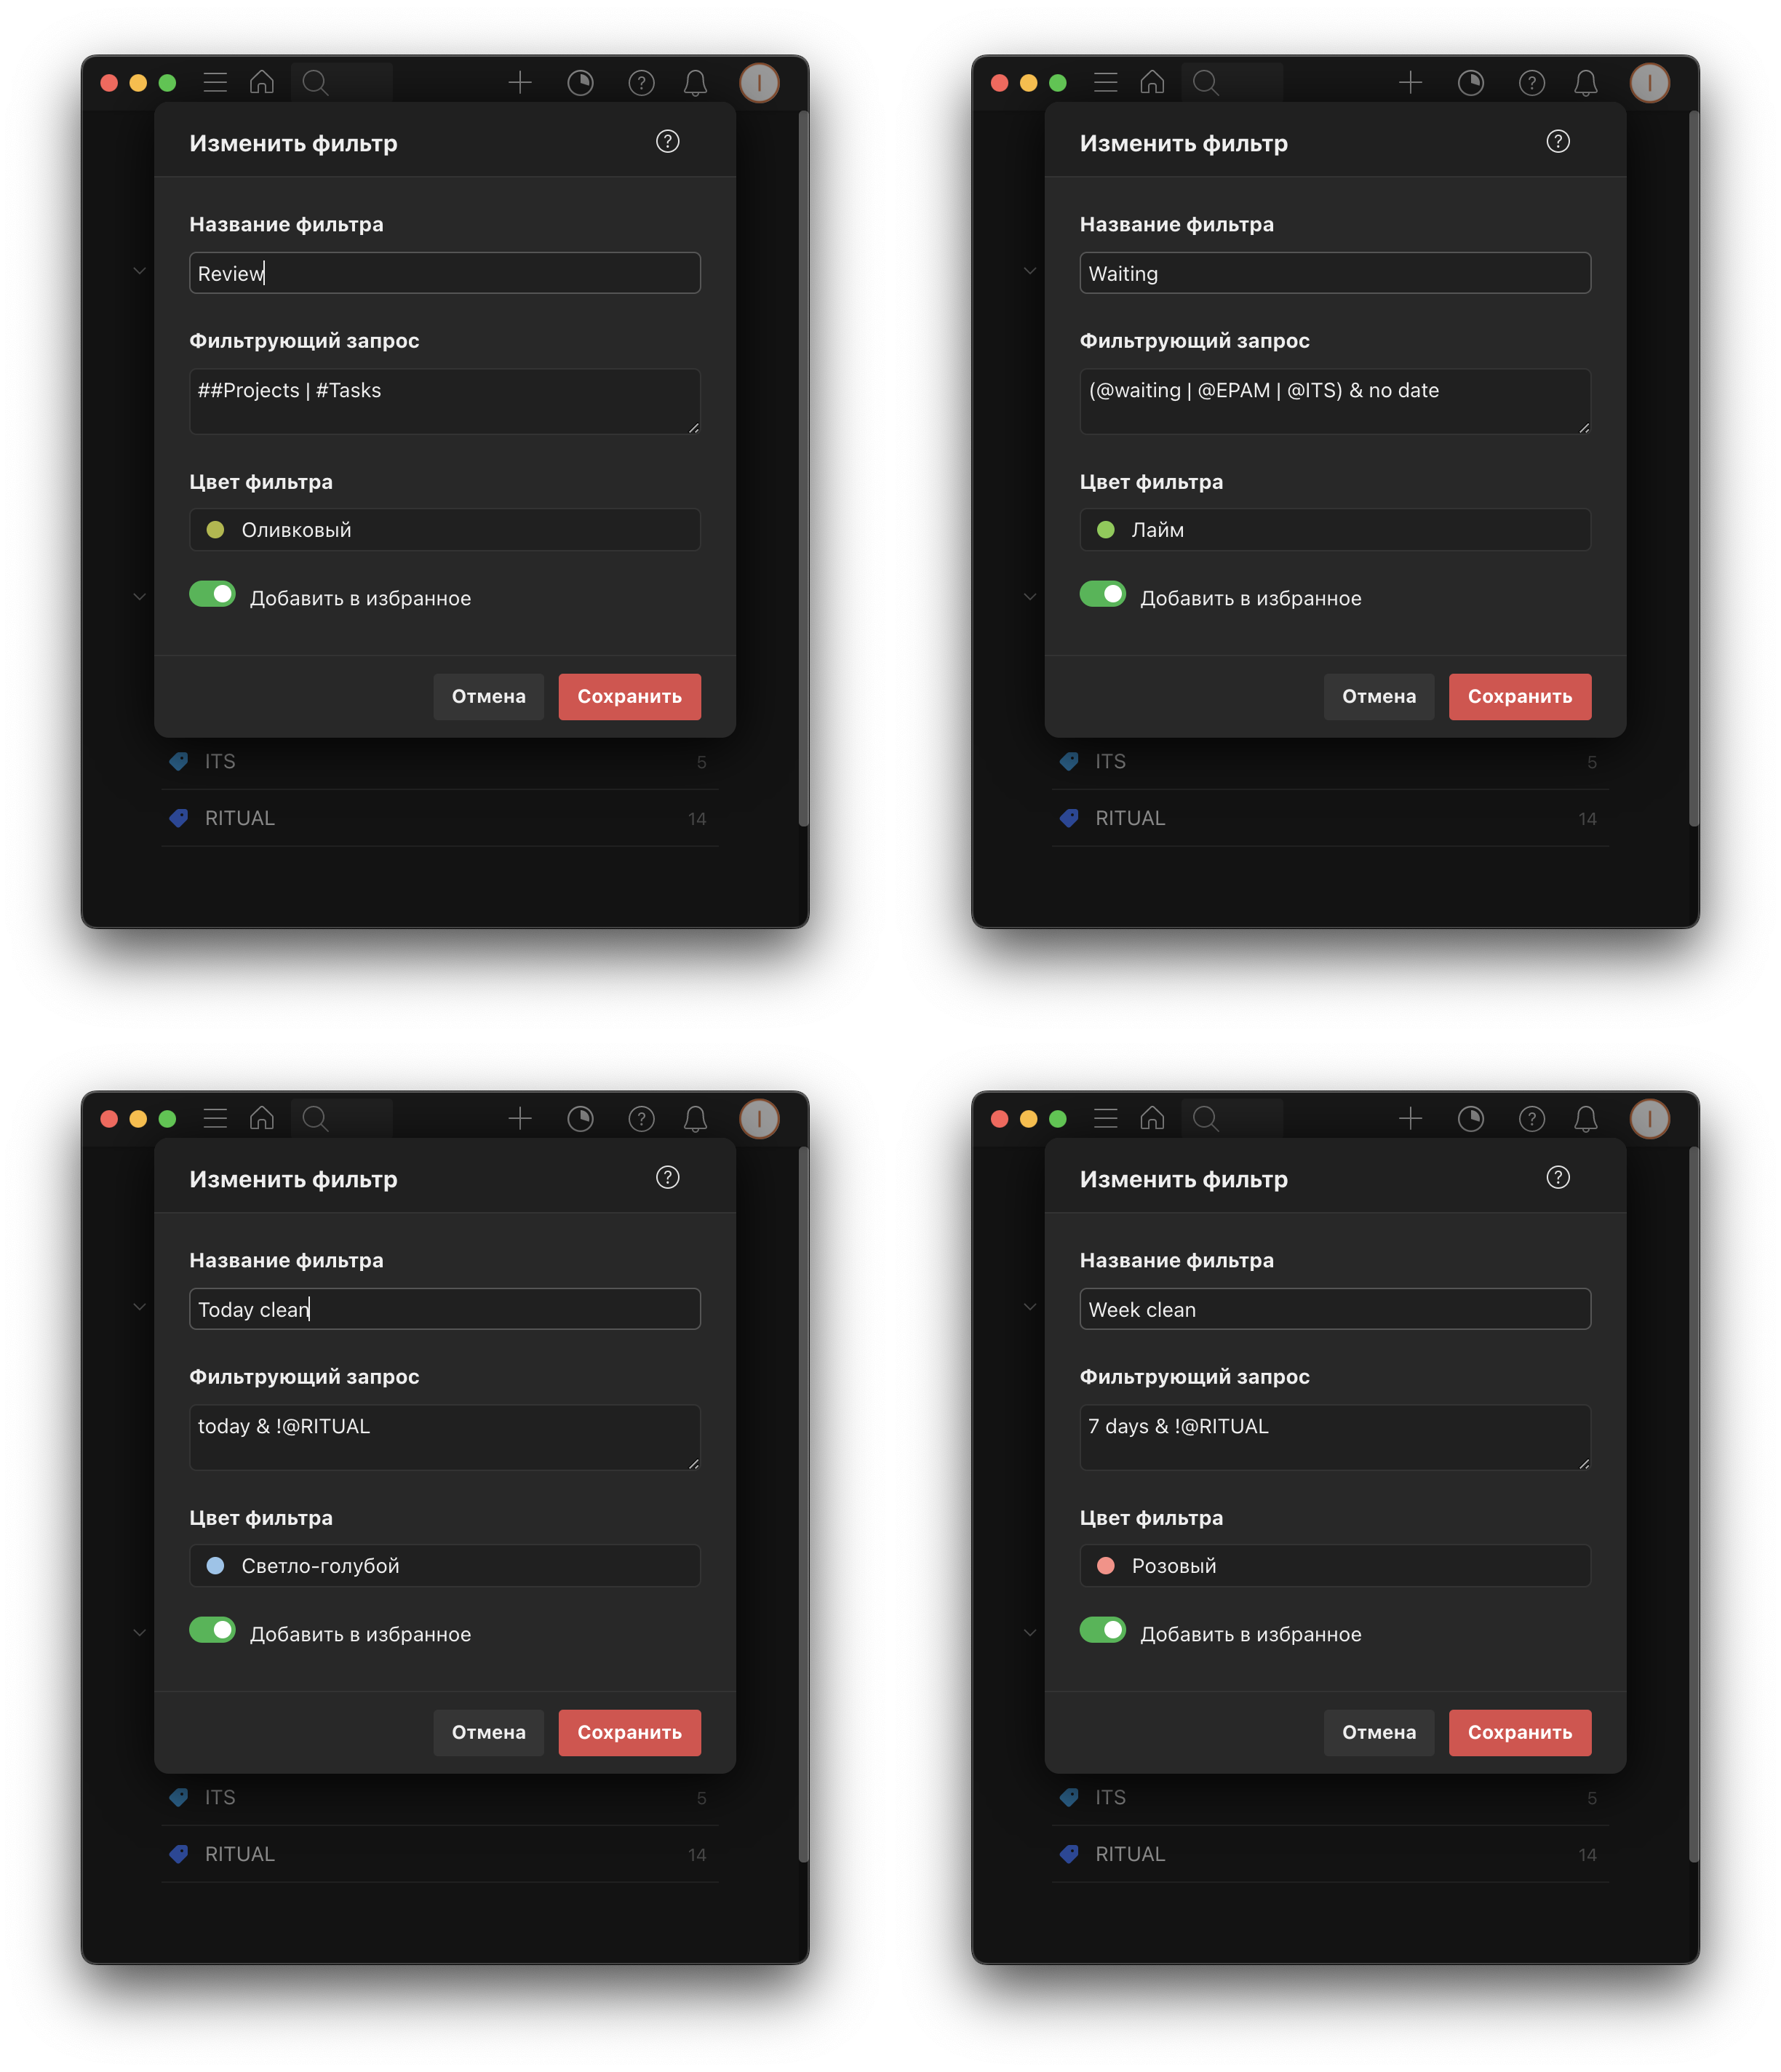 Изменить фильтр
Название фильтра
Review
Фильтрующий запрос
##Projects | #Tasks
Цвет фильтра
Оливковый
Добавить в избранное
Отмена Сохранить
ITS 5
RITUAL 14
Изменить фильтр
Название фильтра
Waiting
Фильтрующий запрос
(@waiting | @EPAM | @ITS) & no date
Цвет фильтра
Лайм
Добавить в избранное
Отмена Сохранить
ITS 5
RITUAL 14
Изменить фильтр
Название фильтра
Today clean
Фильтрующий запрос
today & !@RITUAL
Цвет фильтра
Светло-голубой
Добавить в избранное
Отмена Сохранить
ITS 5
RITUAL 14
Изменить фильтр
Название фильтра
Week clean
Фильтрующий запрос
7 days & !@RITUAL
Цвет фильтра
Розовый
Добавить в избранное
Отмена Сохранить
ITS 5
RITUAL 14